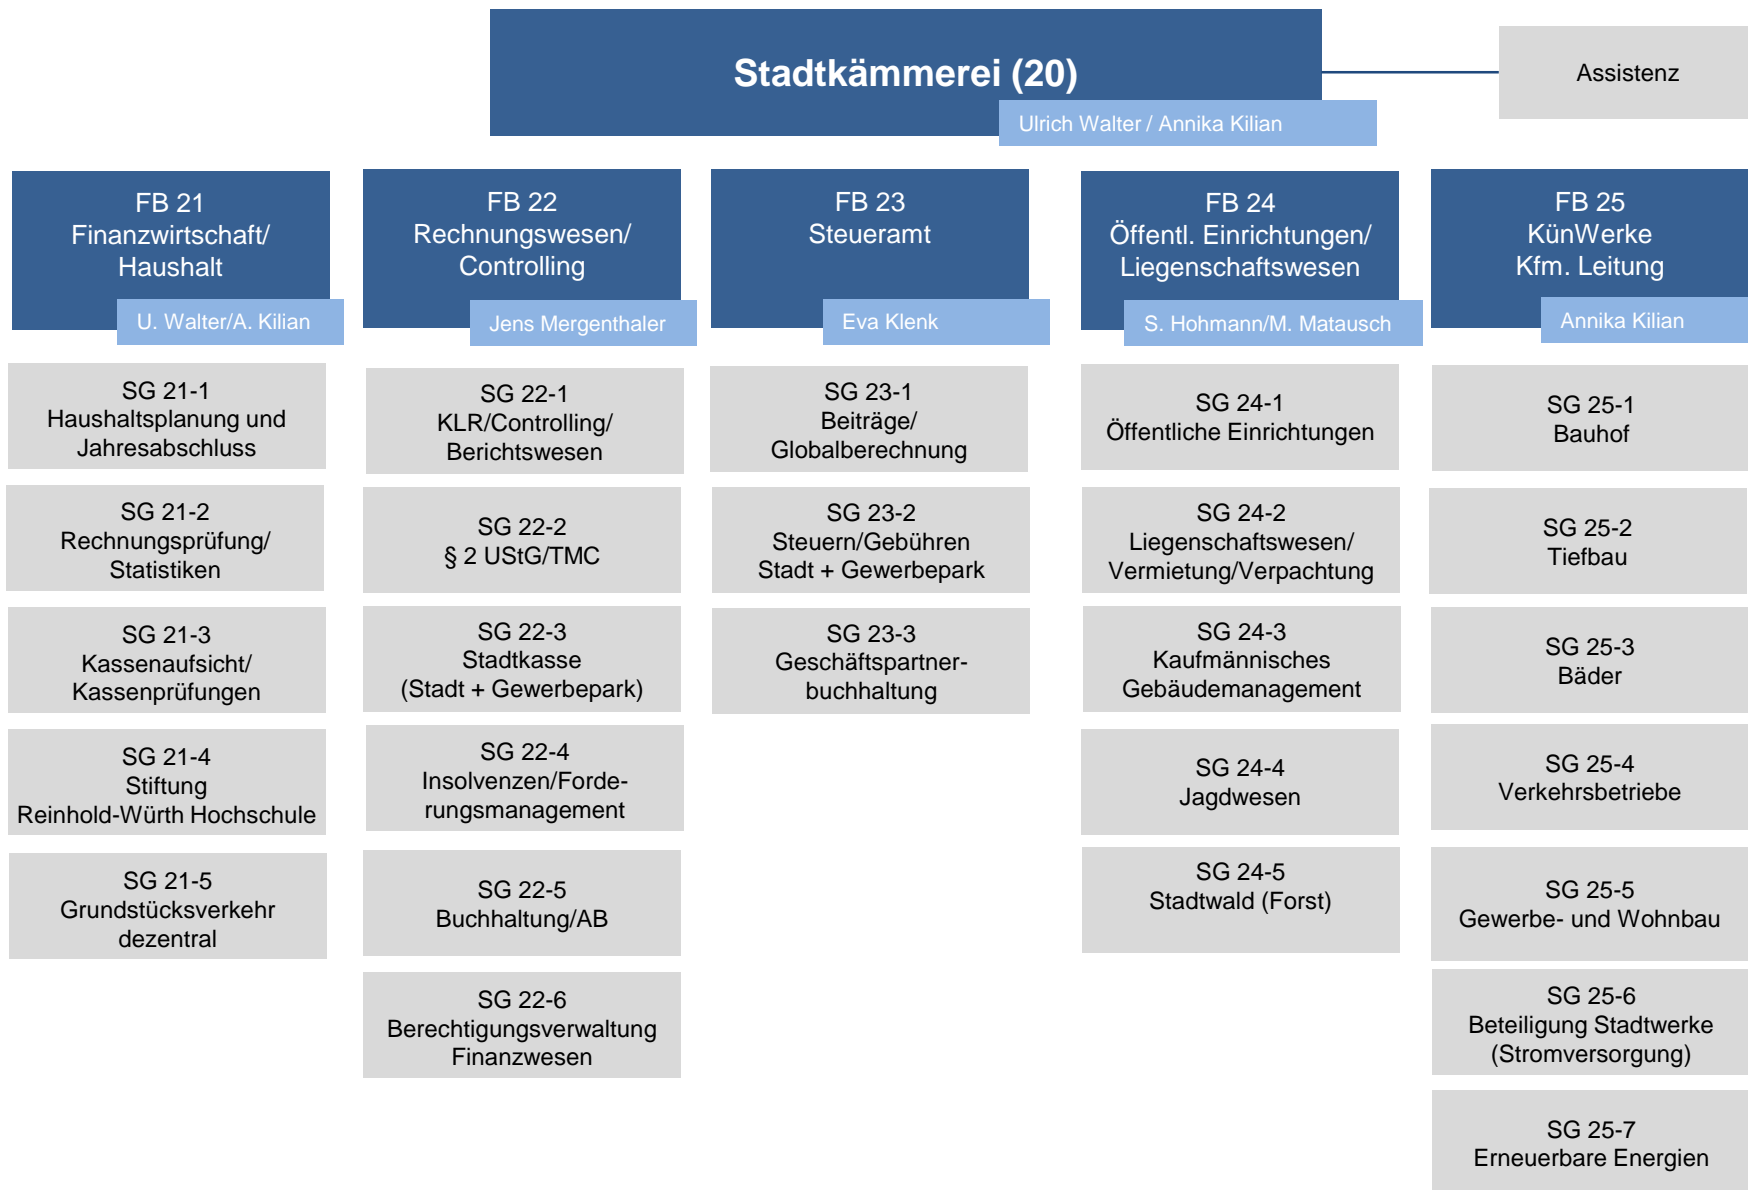 Stadtkämmerei (20)
Ulrich Walter / Annika Kilian
Assistenz
FB 21
Finanzwirtschaft/
Haushalt
U. Walter/A. Kilian
SG 21-1
Haushaltsplanung und
Jahresabschluss
SG 21-2
Rechnungsprüfung/
Statistiken
SG 21-3
Kassenaufsicht/
Kassenprüfungen
SG 21-4
Stiftung
Reinhold-Würth Hochschule
SG 21-5
Grundstücksverkehr
dezentral
FB 22
Rechnungswesen/
Controlling
Jens Mergenthaler
SG 22-1
KLR/Controlling/
Berichtswesen
SG 22-2
§ 2 UStG/TMC
SG 22-3
Stadtkasse
(Stadt + Gewerbepark)
SG 22-4
Insolvenzen/Forde-
rungsmanagement
SG 22-5
Buchhaltung/AB
SG 22-6
Berechtigungsverwaltung
Finanzwesen
FB 23
Steueramt
Eva Klenk
SG 23-1
Beiträge/
Globalberechnung
SG 23-2
Steuern/Gebühren
Stadt + Gewerbepark
SG 23-3
Geschäftspartner-
buchhaltung
FB 24
Öffentl. Einrichtungen/
Liegenschaftswesen
S. Hohmann/M. Matausch
SG 24-1
Öffentliche Einrichtungen
SG 24-2
Liegenschaftswesen/
Vermietung/Verpachtung
SG 24-3
Kaufmännisches
Gebäudemanagement
SG 24-4
Jagdwesen
SG 24-5
Stadtwald (Forst)
FB 25
KünWerke
Kfm. Leitung
Annika Kilian
SG 25-1
Bauhof
SG 25-2
Tiefbau
SG 25-3
Bäder
SG 25-4
Verkehrsbetriebe
SG 25-5
Gewerbe- und Wohnbau
SG 25-6
Beteiligung Stadtwerke
(Stromversorgung)
SG 25-7
Erneuerbare Energien